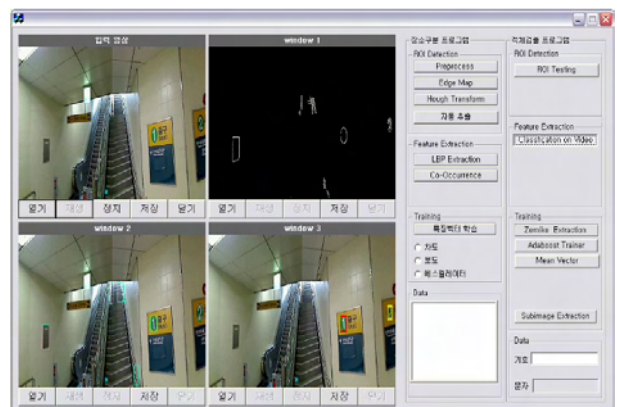 입력 영상
window 1
열기 재생 정지 저장 닫기
열기 재생 정지 저장 닫기
window 2
window 3
1 출구
열기 재생 정지 저장 닫기
열기 재생 정지 저장 닫기
장소구분 프로그램
ROI Detection
Preprocess
Edge Map
Hough Transform
자동 추출
Feature Extraction
LBP Extraction
Co-Occurrence
Training
특징벡터 학습
차도
보도
에스컬레이터
Data
객체검출 프로그램
ROI Detection
ROI Testing
Feature Extraction
Classification on Video
Training
Zernike Extraction
Adaboost Trainer
Mean Vector
Subimage Extraction
Data
기호
문자